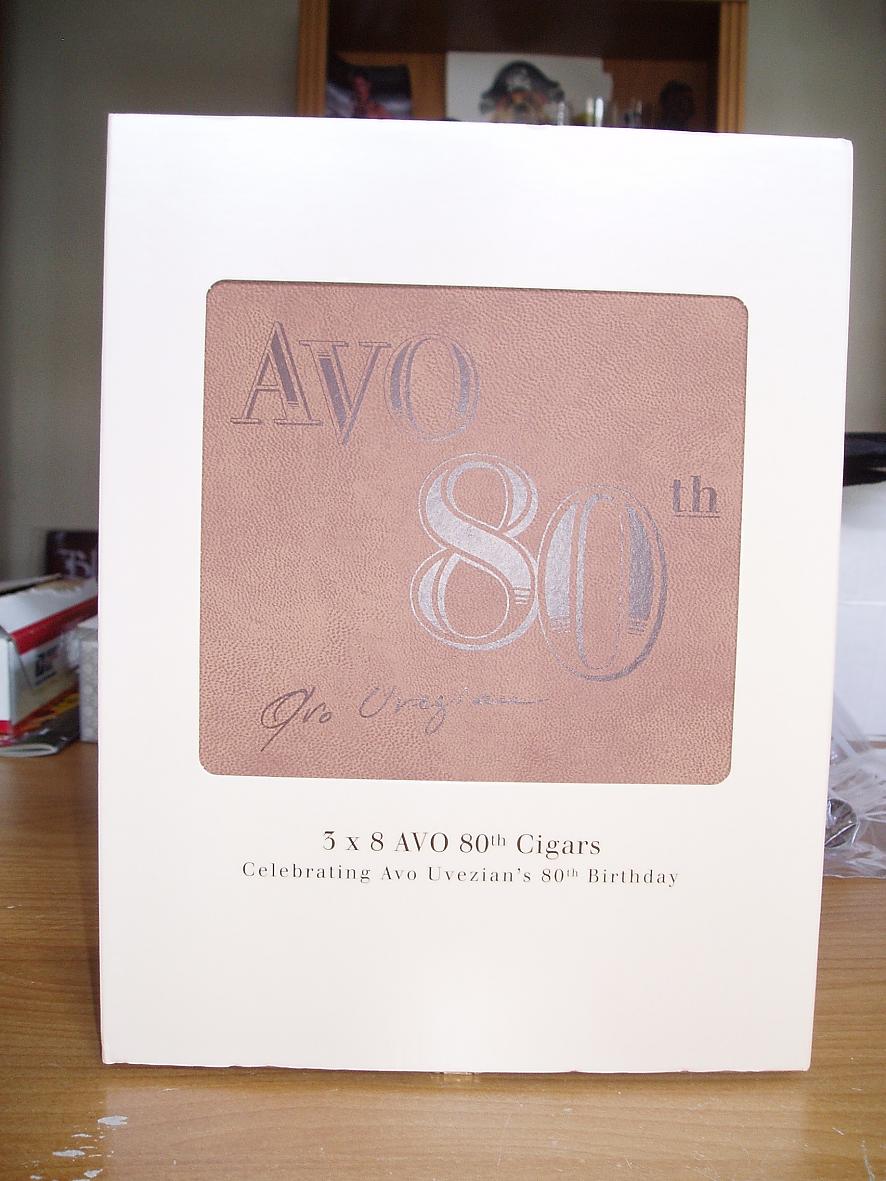 AVO
80th
Avo Uvezian
3 x 8 AVO 80th Cigars
Celebrating Avo Uvezian's 80th Birthday